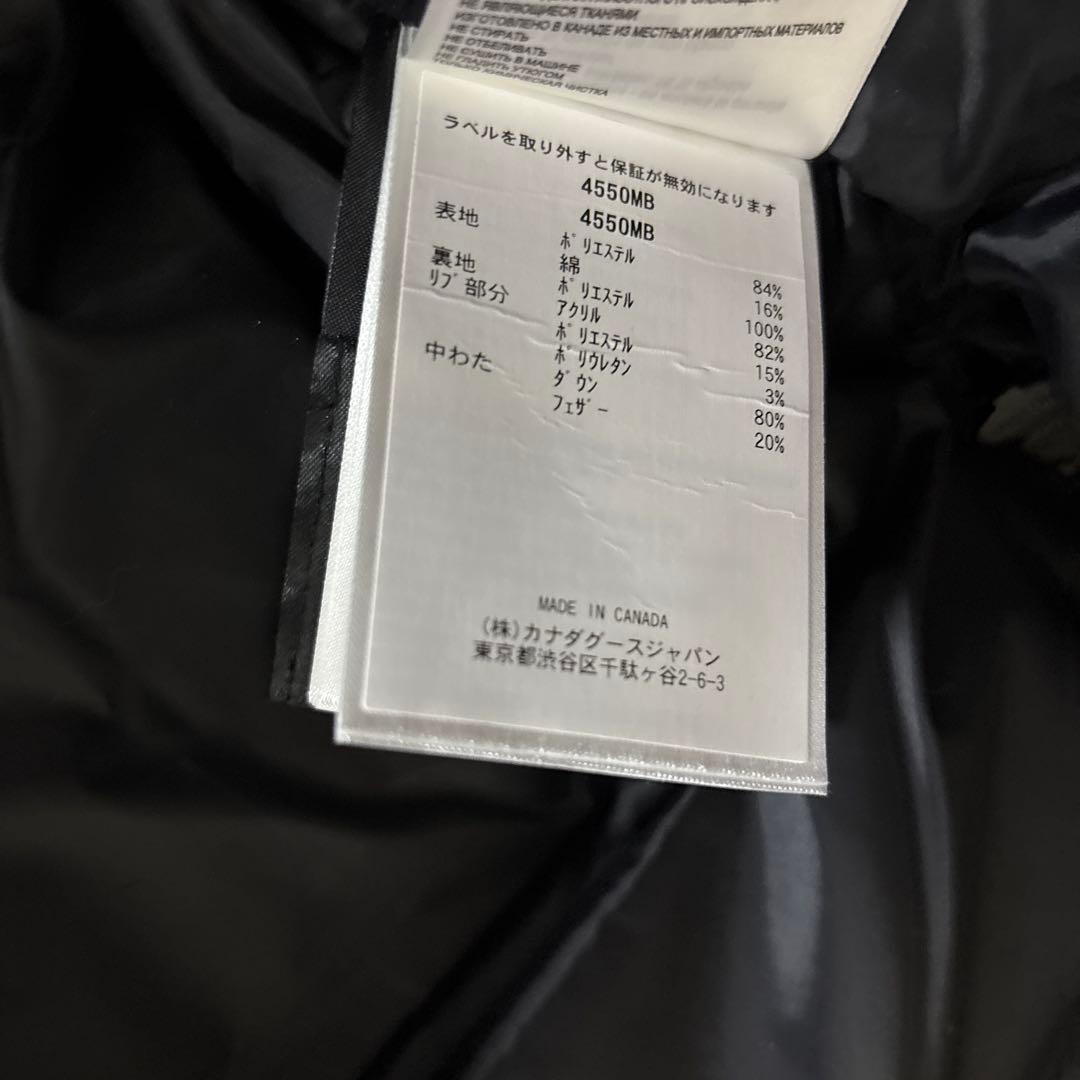 НЕ ЯВЛЯЮЩЕЕСЯ ТКАНЯМИ
ИЗГОТОВЛЕНО В КАНАДЕ ИЗ МЕСТНЫХ И ИМПОРТНЫХ МАТЕРИАЛОВ
НЕ СТИРАТЬ
НЕ ОТБЕЛИВАТЬ
НЕ СУШИТЬ В МАШИНЕ
НЕ ГЛАДИТЬ УТЮГОМ
ТОЛЬКО ХИМИЧЕСКАЯ ЧИСТКА
ラベルを取り外すと保証が無効になります
4550MB
4550MB
表地 ポリエステル 84%
綿 16%
裏地 ポリエステル 100%
リブ部分 アクリル 82%
ポリエステル 15%
ポリウレタン 3%
中わた ダウン 80%
フェザー 20%
MADE IN CANADA
(株)カナダグースジャパン
東京都渋谷区千駄ヶ谷2-6-3